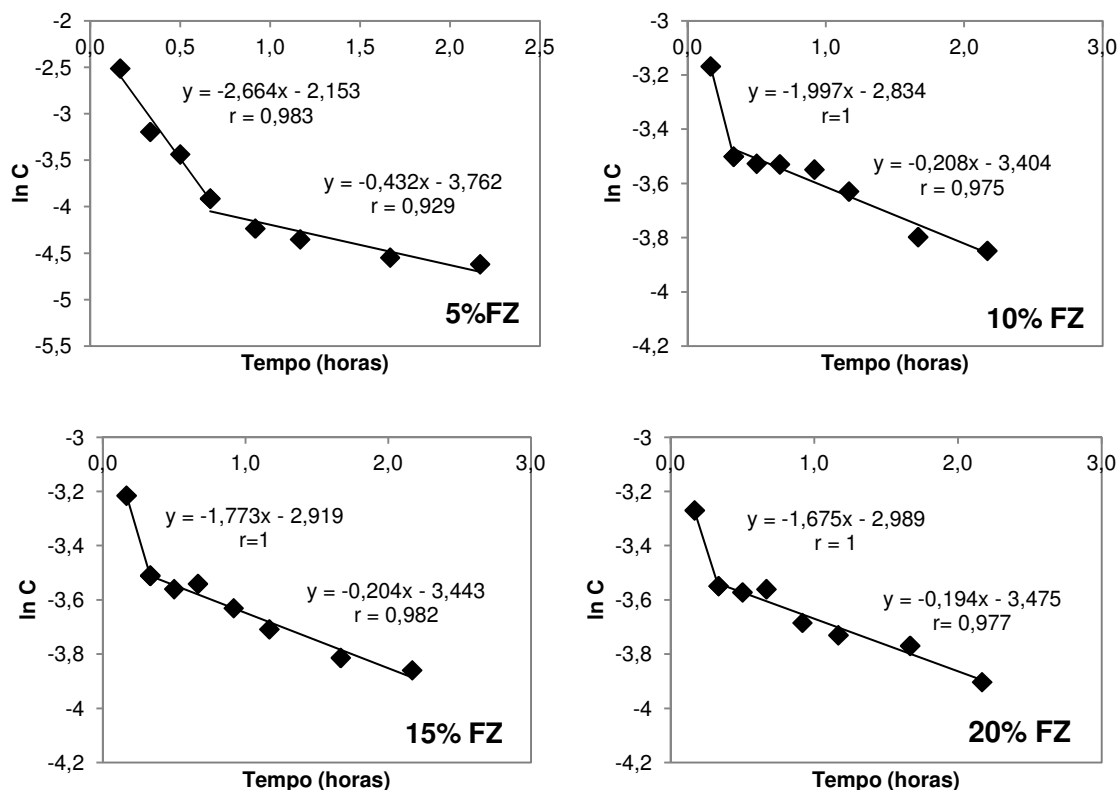 -2
0,0 0,5 1,0 1,5 2,0 2,5
-2,5
-3
-3,5
-4
-4,5
-5
-5,5
ln C
y = -2,664x - 2,153
r = 0,983
y = -0,432x - 3,762
r = 0,929
5%FZ
Tempo (horas)
-3
0,0 1,0 2,0 3,0
-3,2
-3,4
-3,6
-3,8
-4
-4,2
ln C
y = -1,997x - 2,834
r=1
y = -0,208x - 3,404
r = 0,975
10% FZ
Tempo (horas)
-3
0,0 1,0 2,0 3,0
-3,2
-3,4
-3,6
-3,8
-4
-4,2
ln C
y = -1,773x - 2,919
r=1
y = -0,204x - 3,443
r = 0,982
15% FZ
Tempo (horas)
-3
0,0 1,0 2,0 3,0
-3,2
-3,4
-3,6
-3,8
-4
-4,2
ln C
y = -1,675x - 2,989
r = 1
y = -0,194x - 3,475
r= 0,977
20% FZ
Tempo (horas)